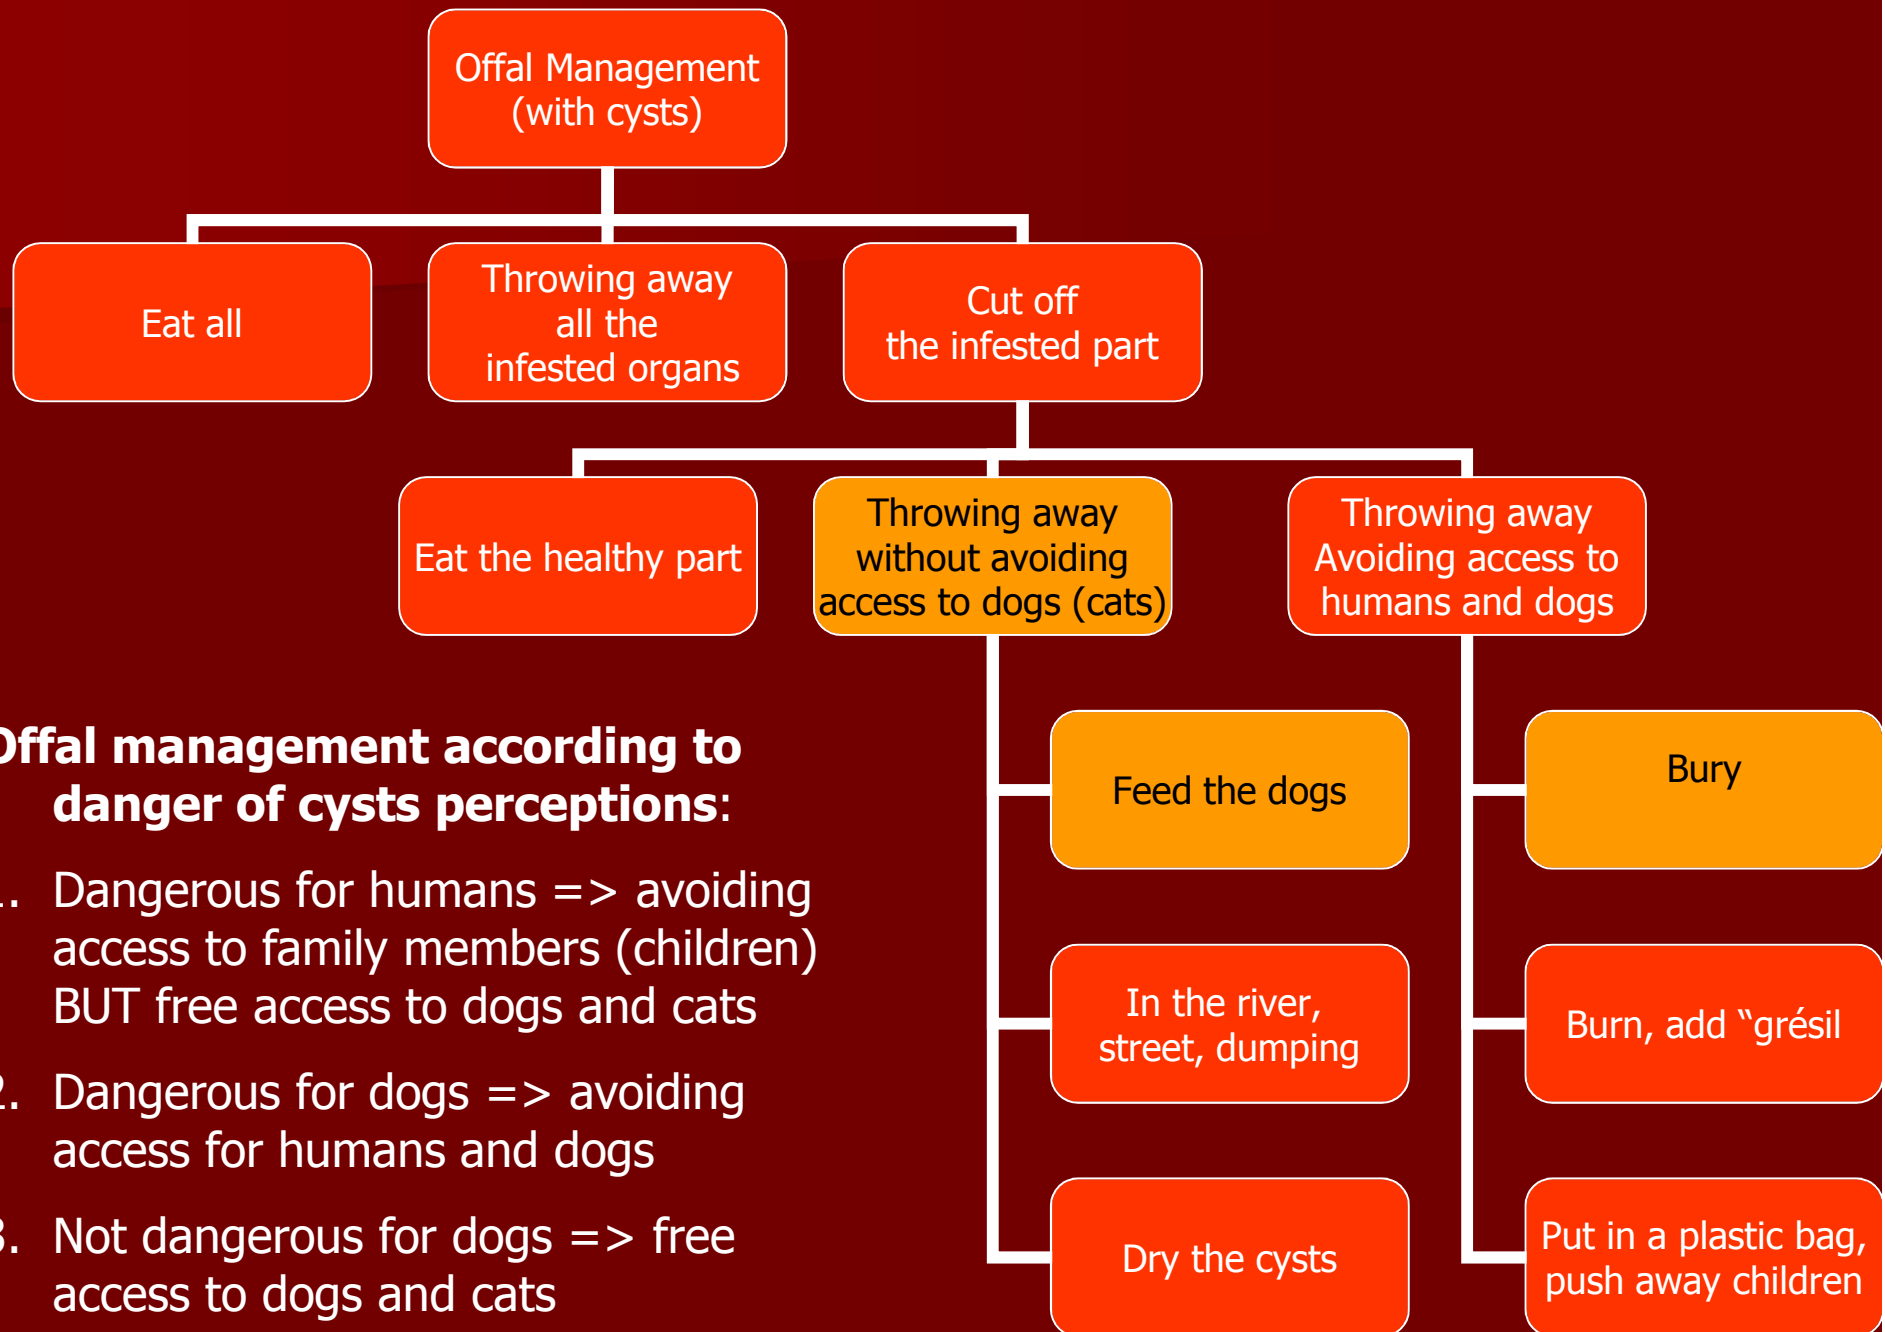 Offal Management
(with cysts)
Eat all
Throwing away
all the
infested organs
Cut off
the infested part
Eat the healthy part
Throwing away
without avoiding
access to dogs (cats)
Throwing away
Avoiding access to
humans and dogs
Feed the dogs
In the river,
street, dumping
Dry the cysts
Bury
Burn, add “grésil
Put in a plastic bag,
push away children
Offal management according to
danger of cysts perceptions:
1. Dangerous for humans => avoiding
access to family members (children)
BUT free access to dogs and cats
2. Dangerous for dogs => avoiding
access for humans and dogs
3. Not dangerous for dogs => free
access to dogs and cats